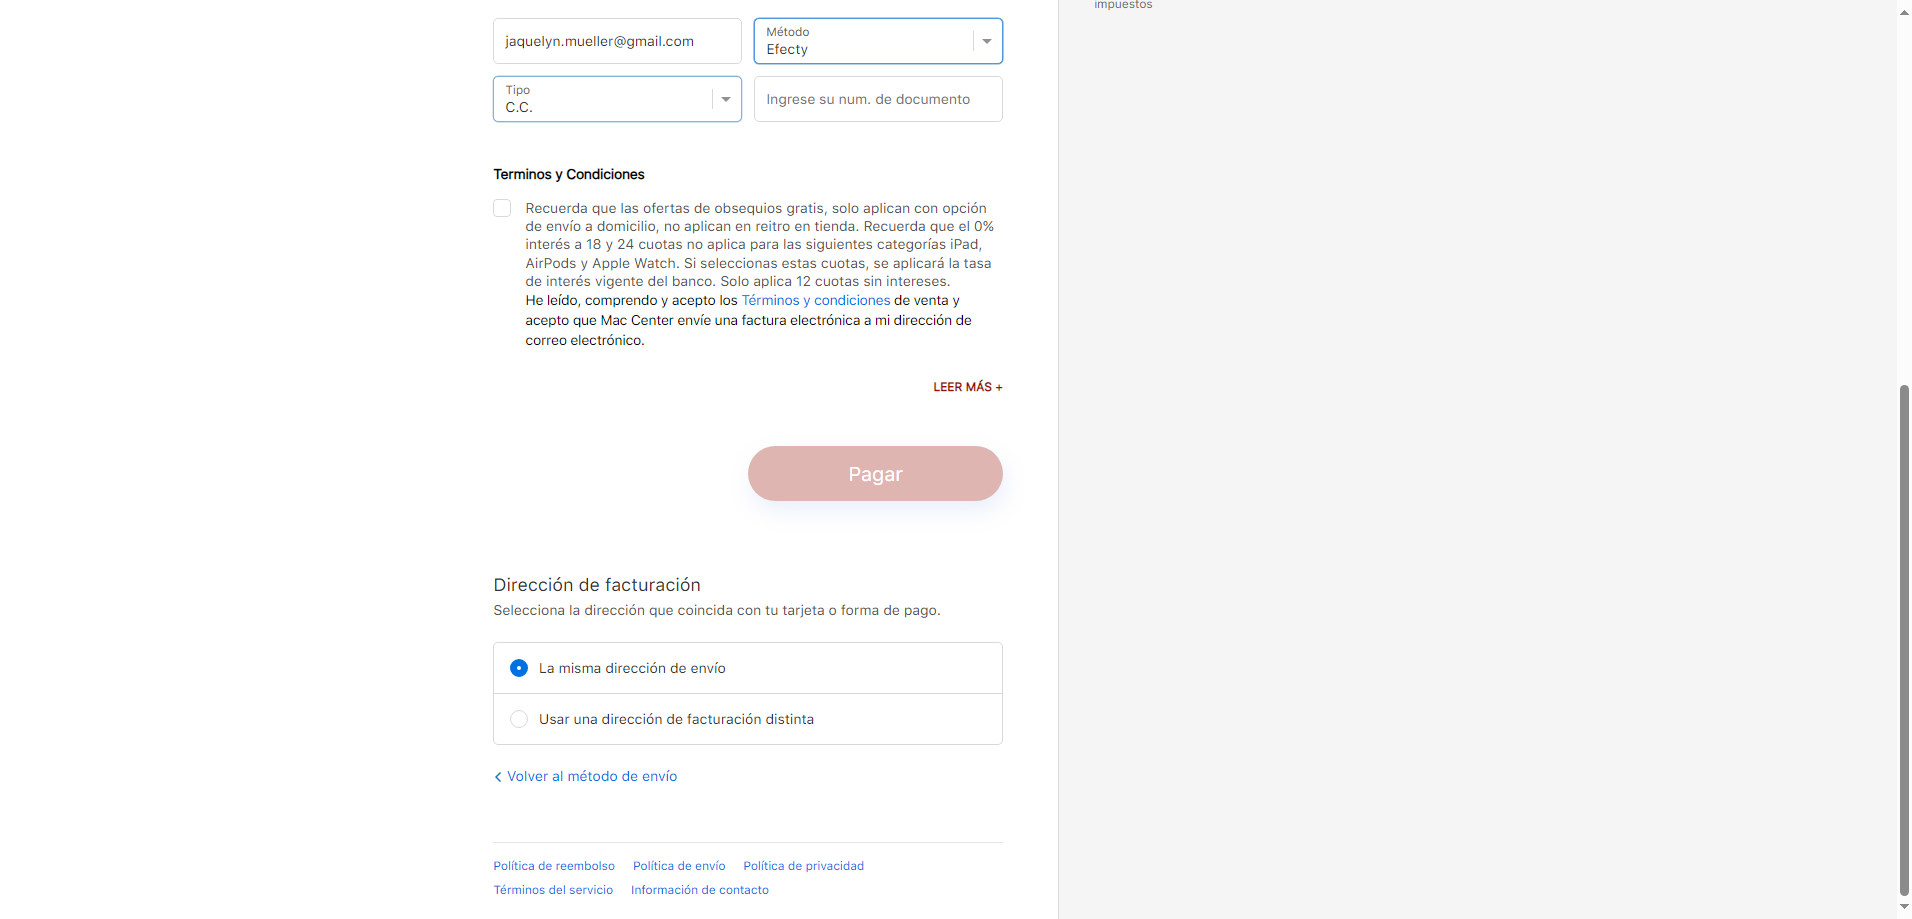 impuestos
jaquelyn.mueller@gmail.com
Método
Efecty
Tipo
C.C.
Ingrese su num. de documento
Terminos y Condiciones
Recuerda que las ofertas de obsequios gratis, solo aplican con opción
de envío a domicilio, no aplican en reitro en tienda. Recuerda que el 0%
interés a 18 y 24 cuotas no aplica para las siguientes categorías iPad,
AirPods y Apple Watch. Si seleccionas estas cuotas, se aplicará la tasa
de interés vigente del banco. Solo aplica 12 cuotas sin intereses.
He leído, comprendo y acepto los Términos y condiciones de venta y
acepto que Mac Center envíe una factura electrónica a mi dirección de
correo electrónico.
LEER MÁS +
Pagar
Dirección de facturación
Selecciona la dirección que coincida con tu tarjeta o forma de pago.
La misma dirección de envío
Usar una dirección de facturación distinta
Volver al método de envío
Política de reembolso Política de envío Política de privacidad
Términos del servicio Información de contacto